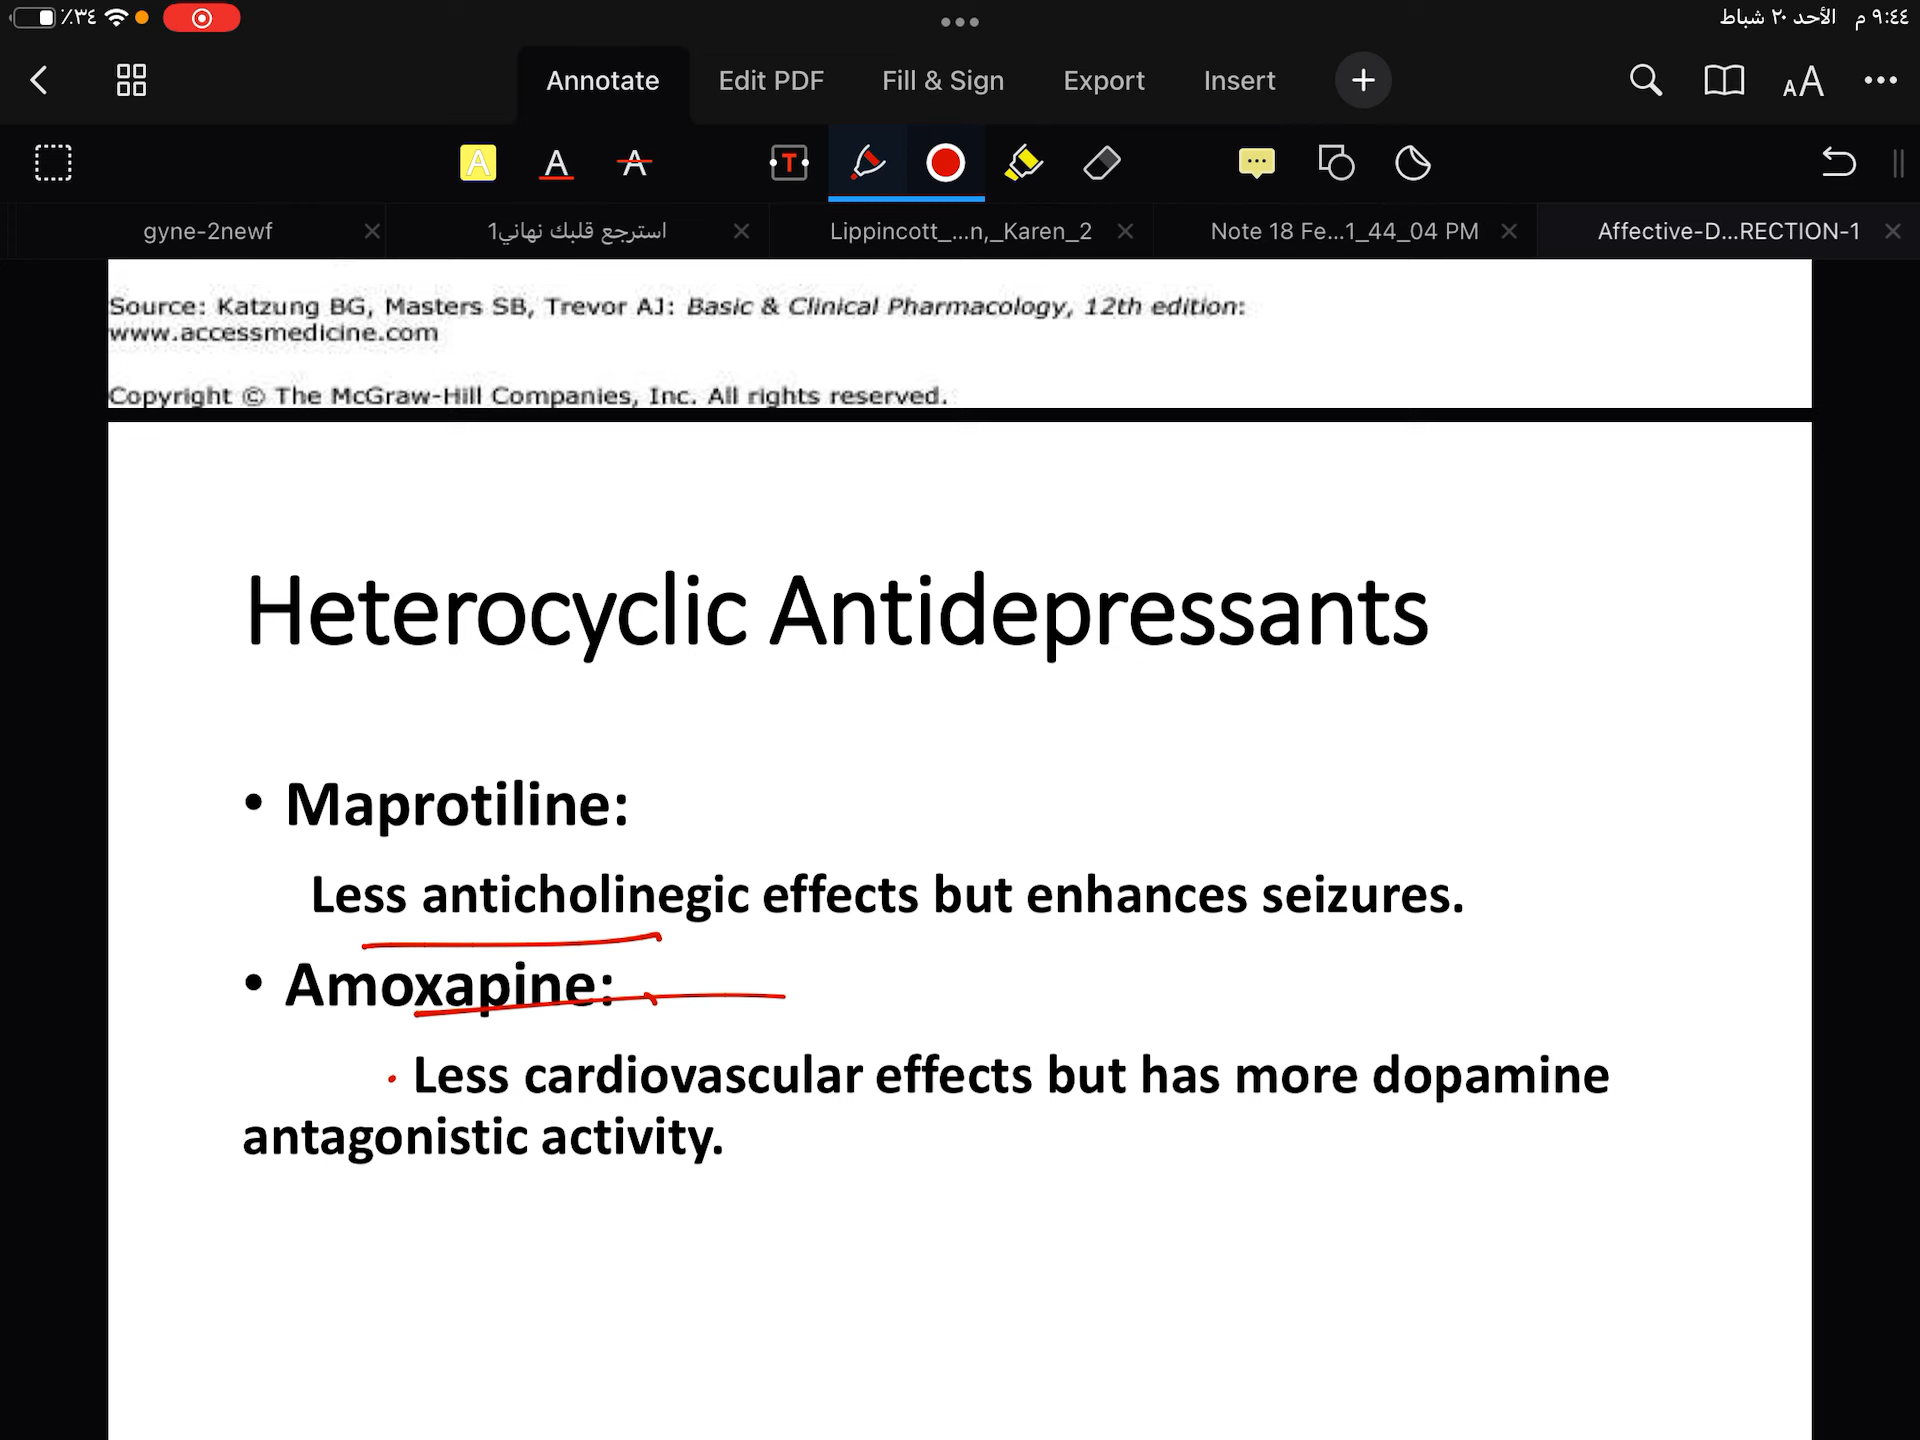 ٪٣٤ الأحد ٢٠ شباط ٩:٤٤ م
Annotate Edit PDF Fill & Sign Export Insert
gyne-2newf استرجع قلبك نهاني1 Lippincott_...n,_Karen_2 Note 18 Fe...1_44_04 PM Affective-D...RECTION-1
Source: Katzung BG, Masters SB, Trevor AJ: Basic & Clinical Pharmacology, 12th edition:
www.accessmedicine.com
Copyright © The McGraw-Hill Companies, Inc. All rights reserved.
Heterocyclic Antidepressants
• Maprotiline:
Less anticholinegic effects but enhances seizures.
• Amoxapine:
Less cardiovascular effects but has more dopamine
antagonistic activity.